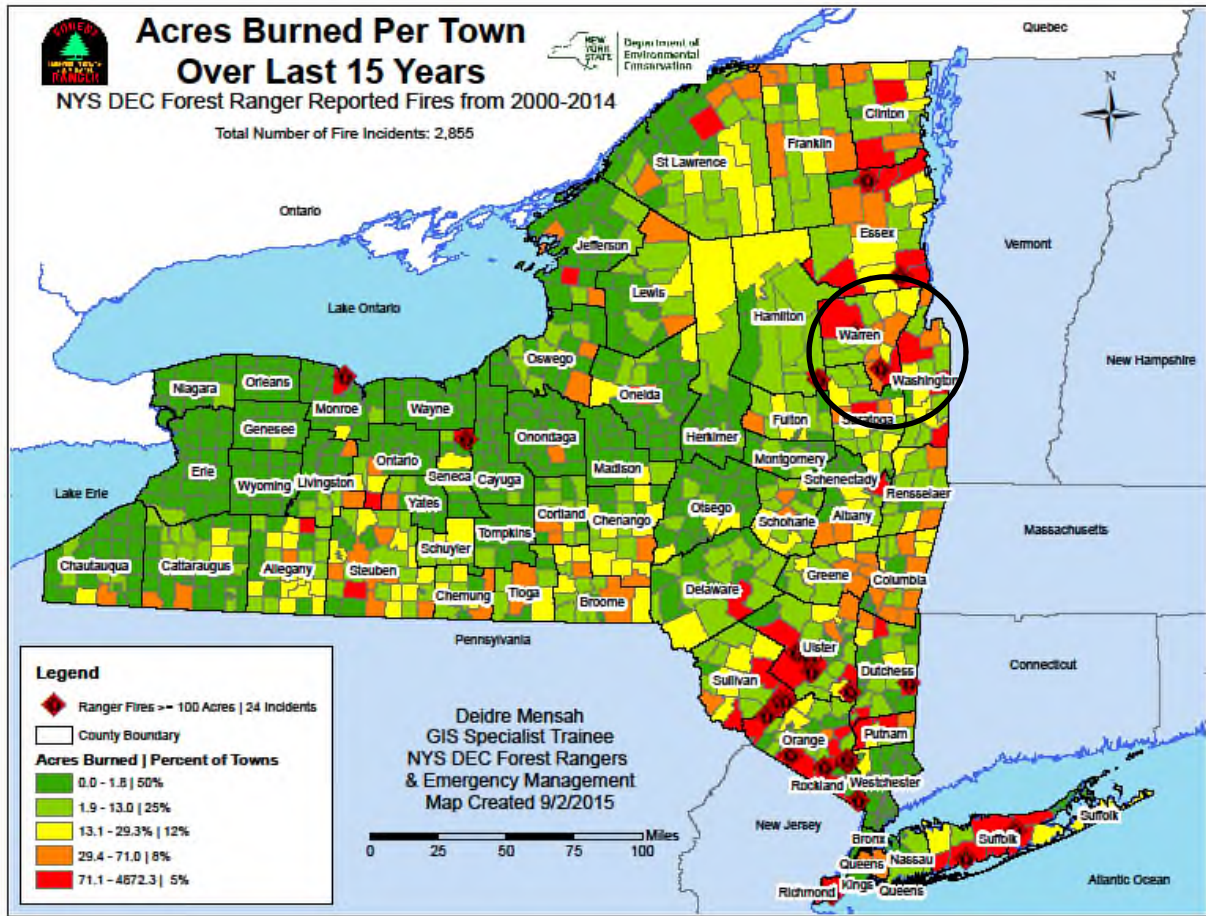 Acres Burned Per Town
Over Last 15 Years
NYS DEC Forest Ranger Reported Fires from 2000-2014
Total Number of Fire Incidents: 2,855
NEW
YORK
STATE
Department of
Environmental
Conservation
Quebec
N
Clinton
Franklin
St Lawrence
Ontario
Essex
Vermont
Jefferson
Lewis
Lake Ontario
Hamilton
Warren
New Hampshire
Oswego
Washington
Niagara
Orleans
Oneida
Monroe
Wayne
Fulton
Saratoga
Genesee
Onondaga
Herkimer
Montgomery
Erie
Ontario
Madison
Schenectady
Lake Erie
Wyoming
Livingston
Seneca
Cayuga
Rensselaer
Yates
Otsego
Cortland
Chenango
Schoharie
Albany
Massachusetts
Tompkins
Schuyler
Chautauqua
Cattaraugus
Allegany
Steuben
Greene
Columbia
Delaware
Chemung
Tioga
Broome
Pennsylvania
Ulster
Connecticut
Sullivan
Dutchess
Orange
Putnam
Rockland
Westchester
New Jersey
Bronx
Suffolk
Suffolk
Queens
Nassau
Richmond
Kings
Queens
Atlantic Ocean
Legend
Ranger Fires >= 100 Acres | 24 Incidents
County Boundary
Acres Burned | Percent of Towns
0.0 - 1.8 | 50%
1.9 - 13.0 | 25%
13.1 - 29.3% | 12%
29.4 - 71.0 | 8%
71.1 - 4872.3 | 5%
Deidre Mensah
GIS Specialist Trainee
NYS DEC Forest Rangers
& Emergency Management
Map Created 9/2/2015
Miles
0 25 50 100